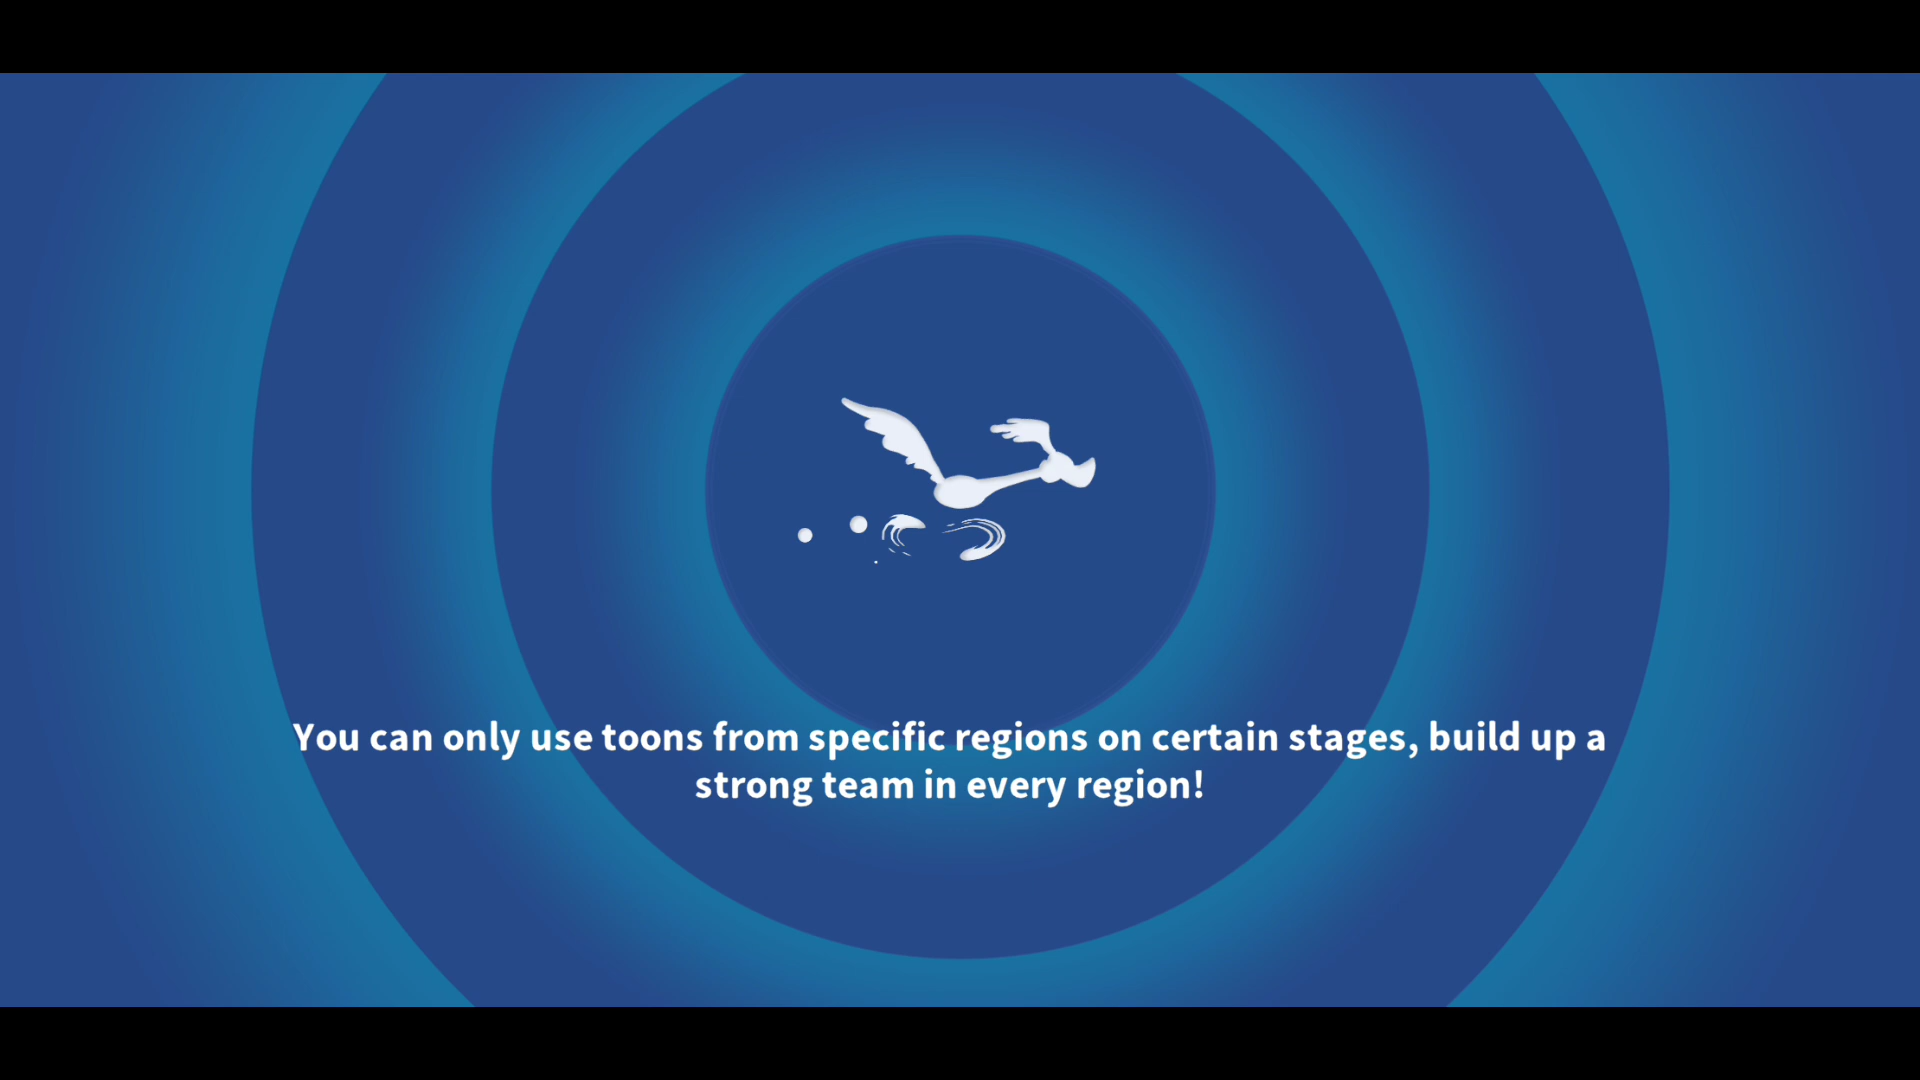 You can only use toons from specific regions on certain stages, build up a
strong team in every region!